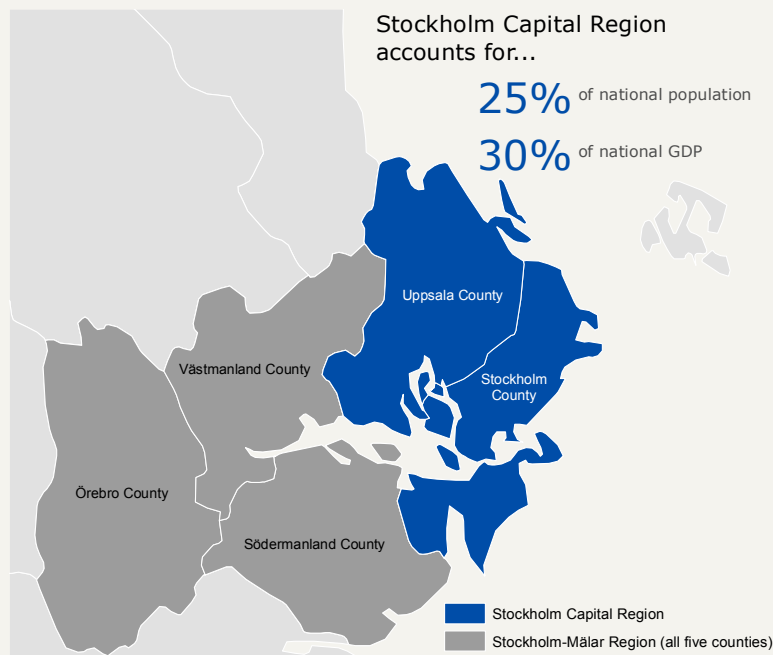 Stockholm Capital Region
accounts for...
25% of national population
30% of national GDP
Uppsala County
Västmanland County
Stockholm
County
Örebro County
Södermanland County
Stockholm Capital Region
Stockholm-Mälar Region (all five counties)